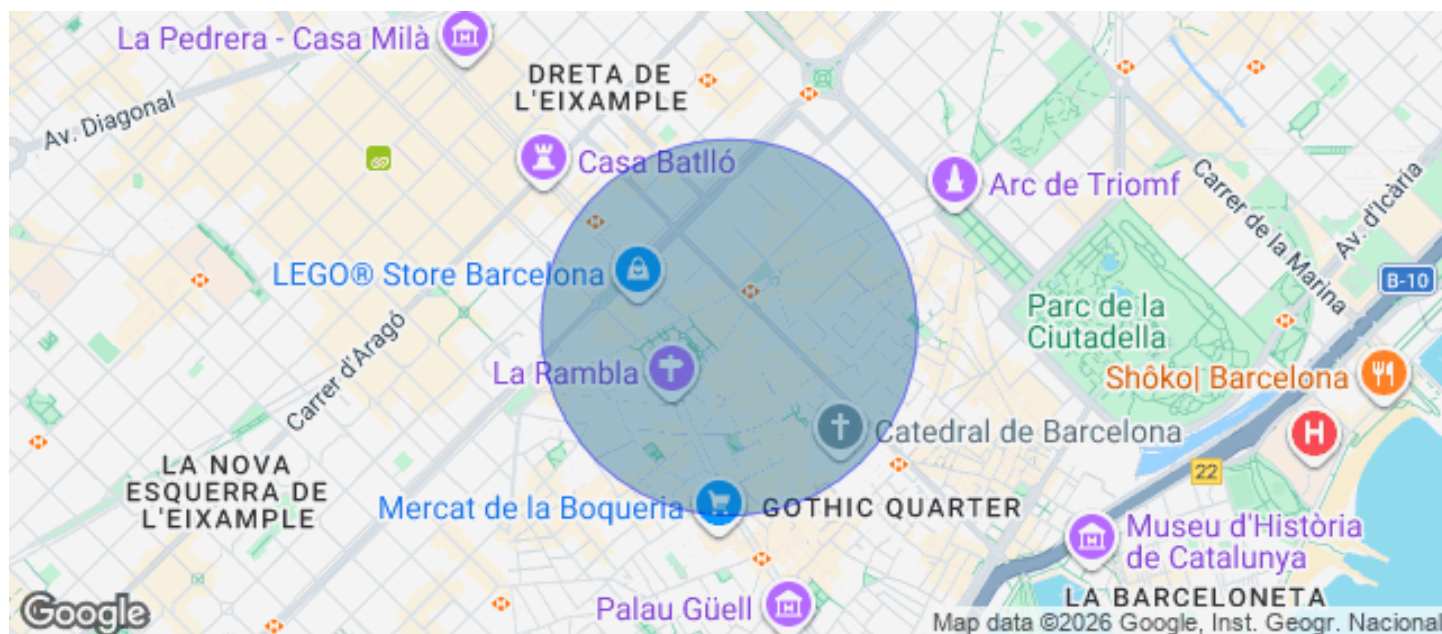 La Pedrera - Casa Milà
DRETA DE
L'EIXAMPLE
Av. Diagonal
Casa Batlló
Arc de Triomf
Carrer de la Marina
Av. d'Icària
LEGO® Store Barcelona
B-10
Parc de la
Ciutadella
Carrer d'Aragó
La Rambla
Shôko| Barcelona
H
Catedral de Barcelona
LA NOVA
ESQUERRA DE
L'EIXAMPLE
22
Mercat de la Boqueria
GOTHIC QUARTER
Museu d'Història
de Catalunya
Palau Güell
LA BARCELONETA
Google
Map data ©2026 Google, Inst. Geogr. Nacional